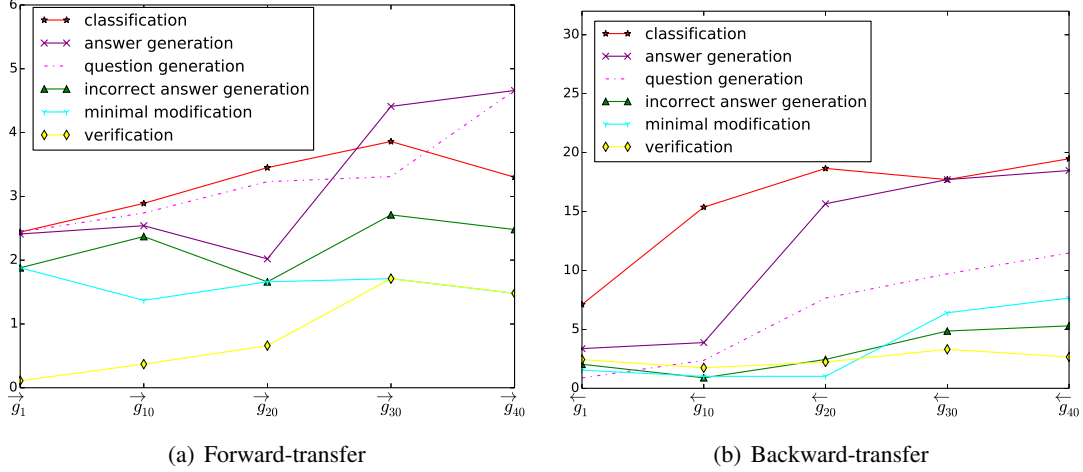 6
5
4
3
2
1
0
classification
answer generation
question generation
incorrect answer generation
minimal modification
verification
g₁ g₁₀ g₂₀ g₃₀ g₄₀
(a) Forward-transfer
30
25
20
15
10
5
0
classification
answer generation
question generation
incorrect answer generation
minimal modification
verification
g₁ g₁₀ g₂₀ g₃₀ g₄₀
(b) Backward-transfer